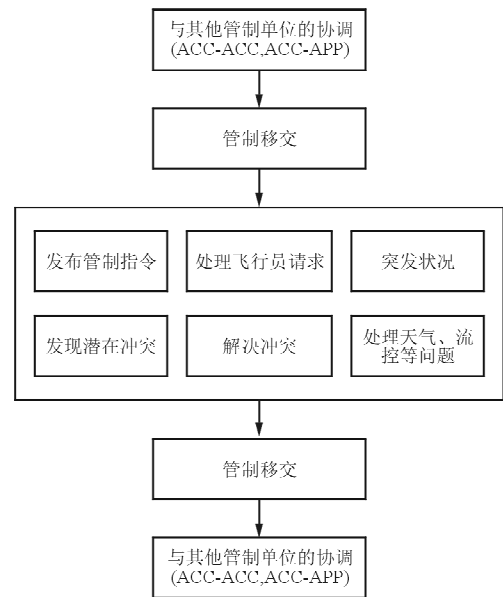 与其他管制单位的协调
(ACC-ACC,ACC-APP)
管制移交
发布管制指令
处理飞行员请求
突发状况
发现潜在冲突
解决冲突
处理天气、流
控等问题
管制移交
与其他管制单位的协调
(ACC-ACC,ACC-APP)